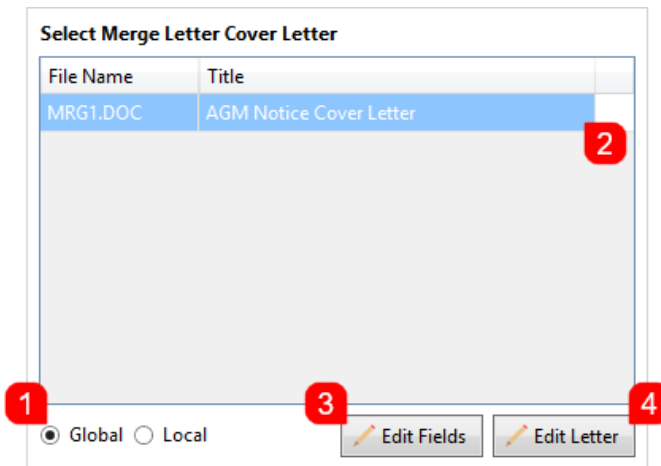 Select Merge Letter Cover Letter
File Name Title
MRG1.DOC AGM Notice Cover Letter
2
1 3 4
Global Local Edit Fields Edit Letter